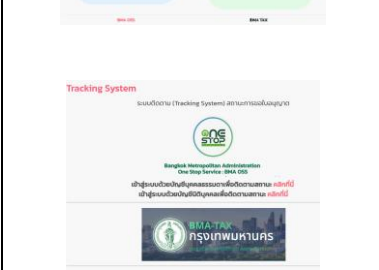 BMA OSS
BMA TAX
Tracking System
ระบบติดตาม (Tracking System) สถานะการขอใบอนุญาต
ONE
STOP
Bangkok Metropolitan Administration
One Stop Service : BMA OSS
เข้าสู่ระบบด้วยบัญชีบุคคลธรรมดาเพื่อติดตามสถานะ คลิกที่นี่
เข้าสู่ระบบด้วยบัญชีนิติบุคคลเพื่อติดตามสถานะ คลิกที่นี่
BMA-TAX
กรุงเทพมหานคร